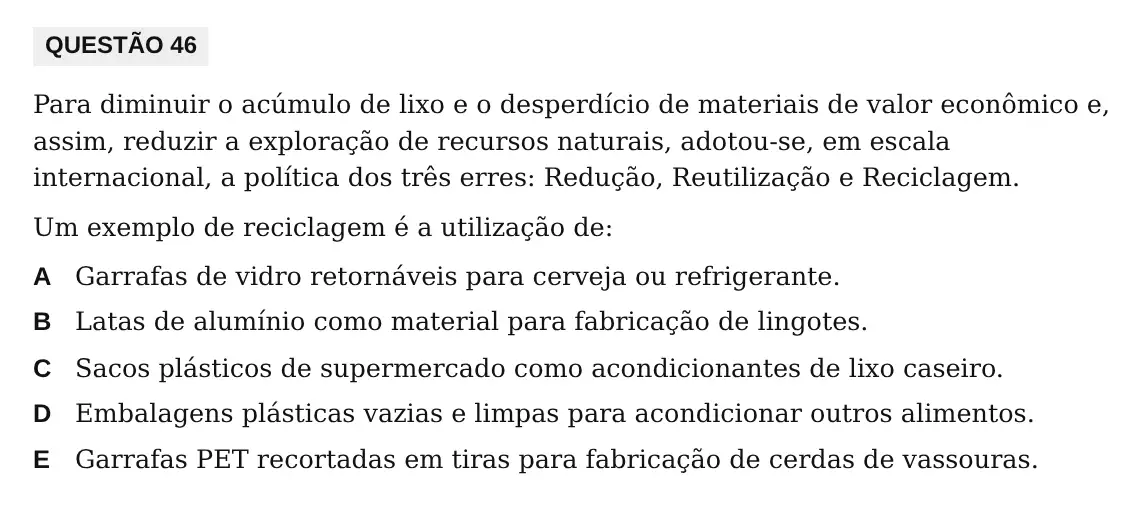 QUESTÃO 46
Para diminuir o acúmulo de lixo e o desperdício de materiais de valor econômico e,
assim, reduzir a exploração de recursos naturais, adotou-se, em escala
internacional, a política dos três erres: Redução, Reutilização e Reciclagem.
Um exemplo de reciclagem é a utilização de:
A Garrafas de vidro retornáveis para cerveja ou refrigerante.
B Latas de alumínio como material para fabricação de lingotes.
C Sacos plásticos de supermercado como acondicionantes de lixo caseiro.
D Embalagens plásticas vazias e limpas para acondicionar outros alimentos.
E Garrafas PET recortadas em tiras para fabricação de cerdas de vassouras.